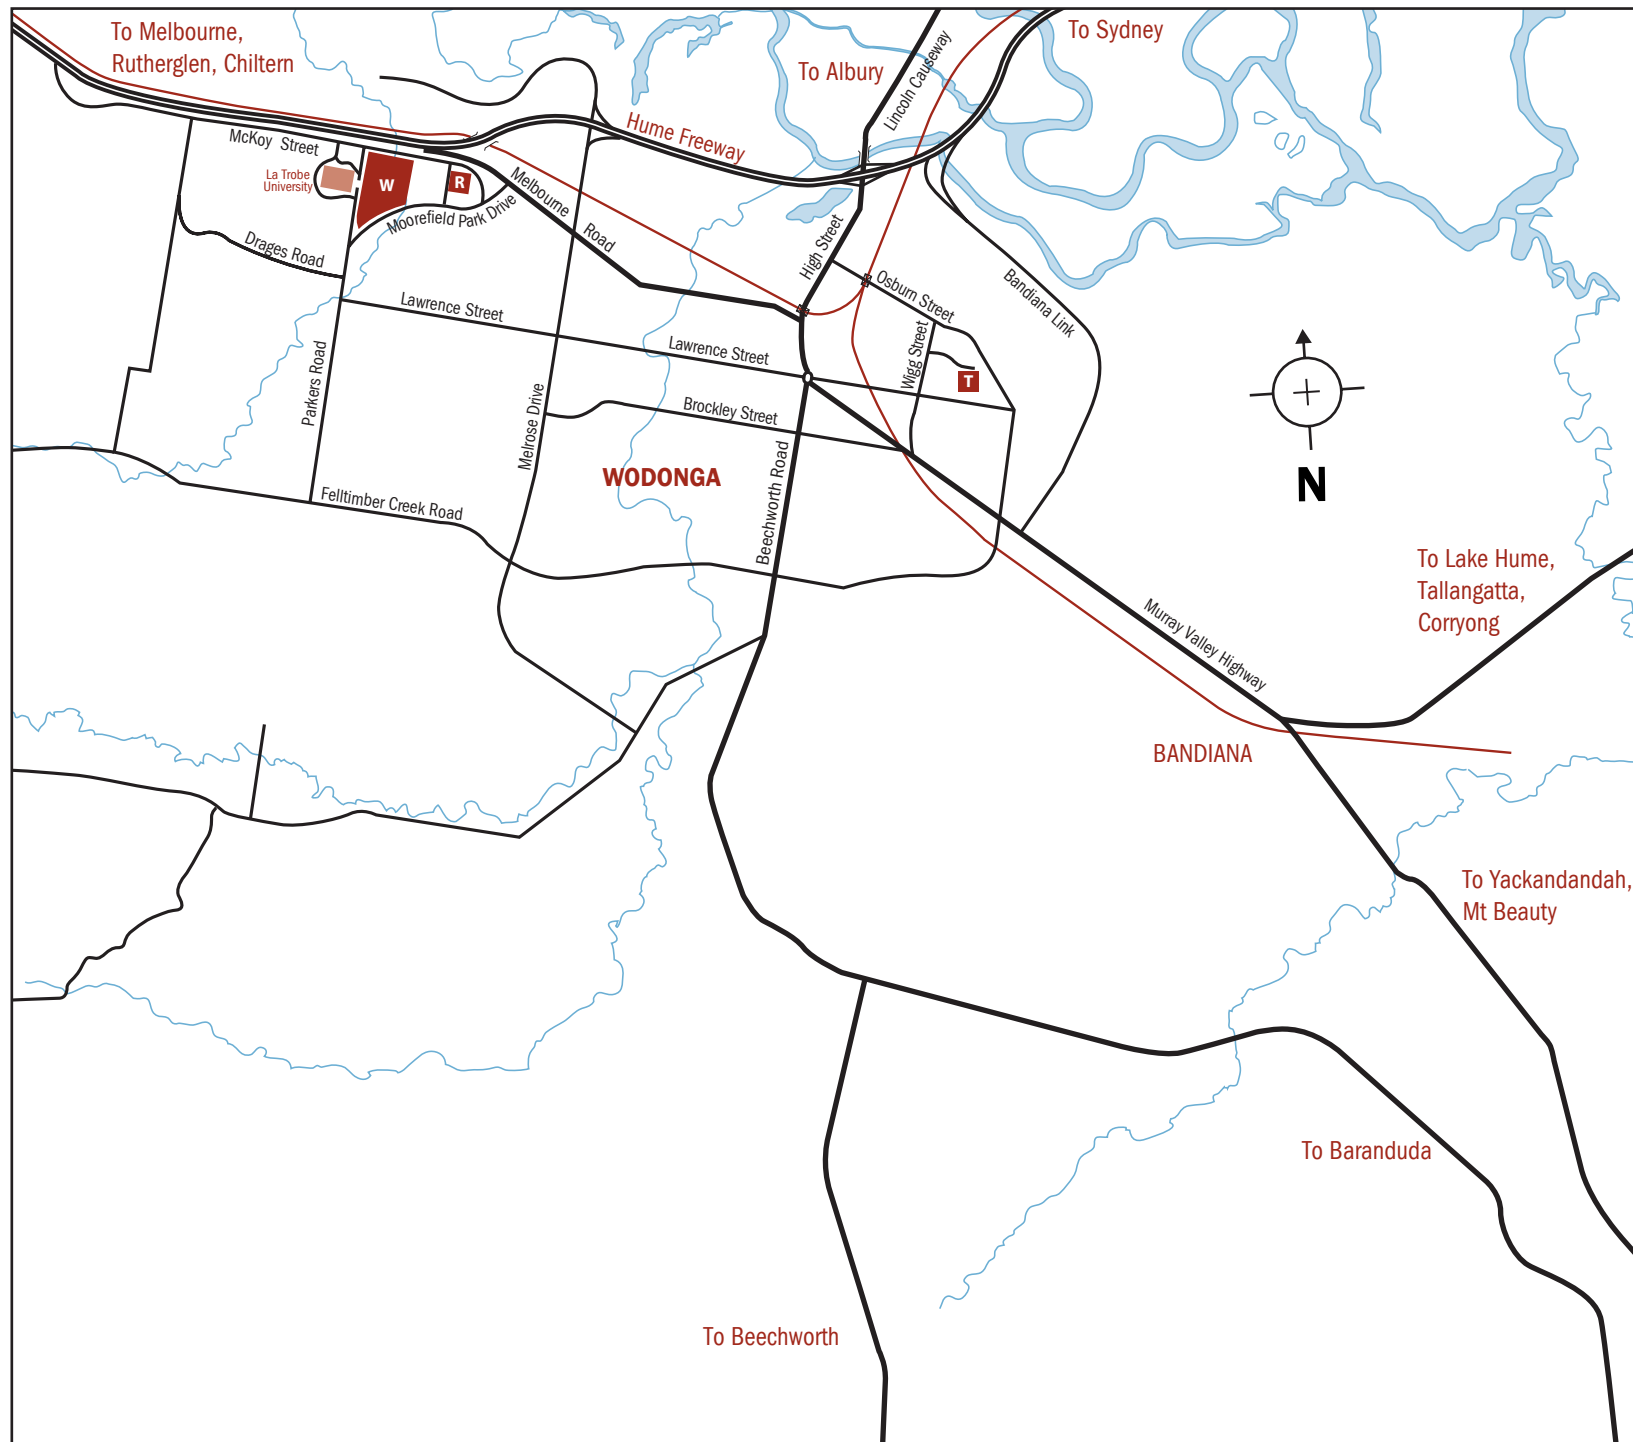 To Melbourne,
Rutherglen, Chiltern
To Albury
Lincoln Causeway
To Sydney
Hume Freeway
McKoy Street
La Trobe
University
W
R
Moorefield Park Drive
Melbourne Road
High Street
Drages Road
Osburn Street
Bandiana Link
Lawrence Street
Lawrence Street
Wigg Street
T
Parkers Road
Melrose Drive
Brockley Street
WODONGA
Beechworth Road
Felltimber Creek Road
N
To Lake Hume,
Tallangatta,
Corryong
Murray Valley Highway
BANDIANA
To Yackandandah,
Mt Beauty
To Baranduda
To Beechworth